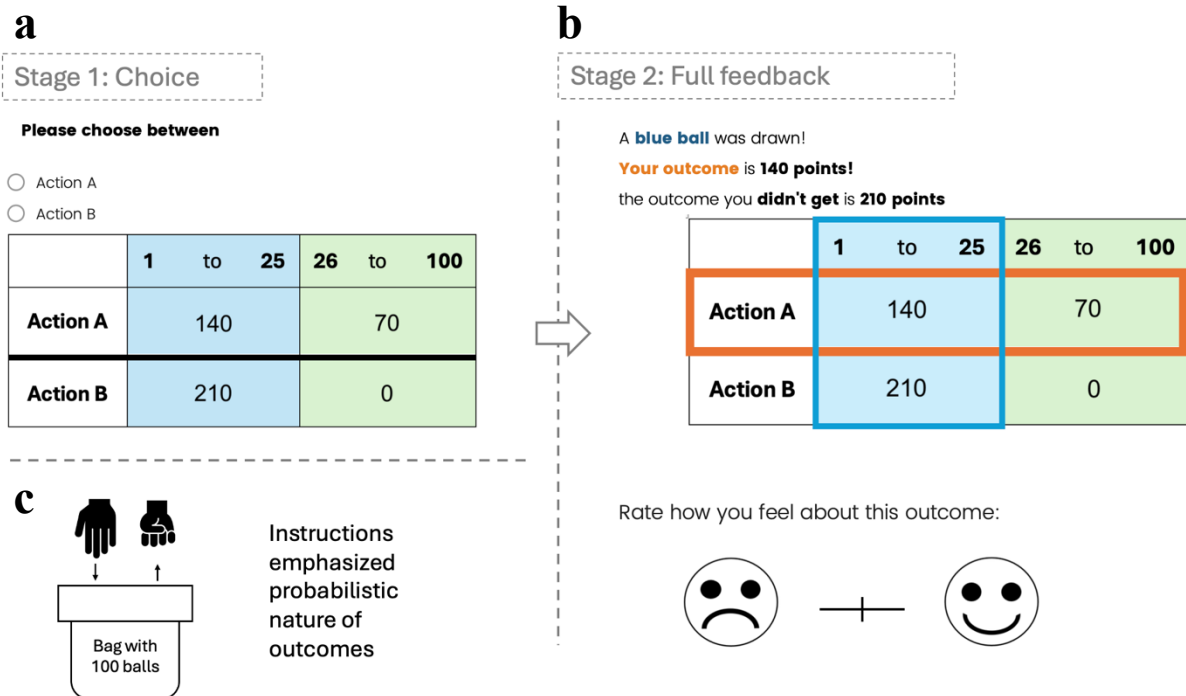 a
Stage 1: Choice
Please choose between
Action A
Action B
1 to 25 26 to 100
Action A 140 70
Action B 210 0
b
Stage 2: Full feedback
A blue ball was drawn!
Your outcome is 140 points!
the outcome you didn't get is 210 points
1 to 25 26 to 100
Action A 140 70
Action B 210 0
Rate how you feel about this outcome:
c
Bag with
100 balls
Instructions
emphasized
probabilistic
nature of
outcomes